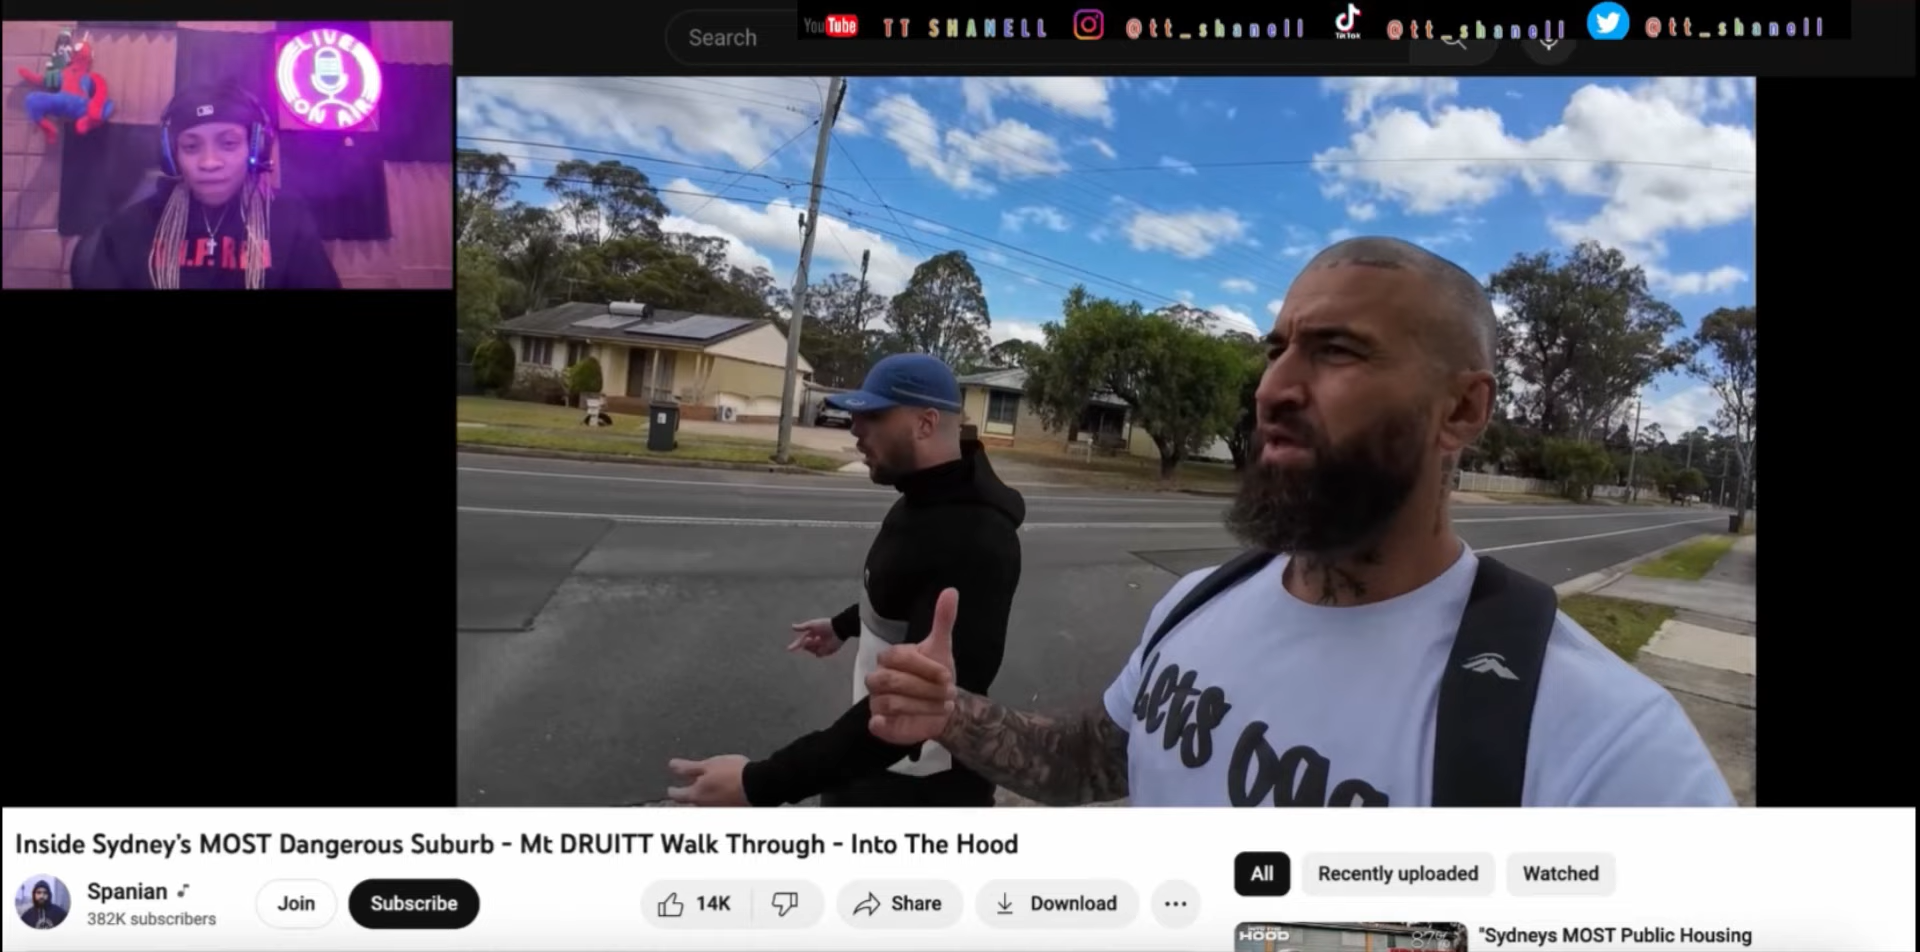 Search
YouTube TT SHANELL @tt_shanell TikTok @tt_shanell @tt_shanell
LIVE
ON AIR
Lets
Inside Sydney's MOST Dangerous Suburb - Mt DRUITT Walk Through - Into The Hood
Spanian
382K subscribers
Join
Subscribe
14K
Share
Download
All
Recently uploaded
Watched
HOOD
"Sydneys MOST Public Housing